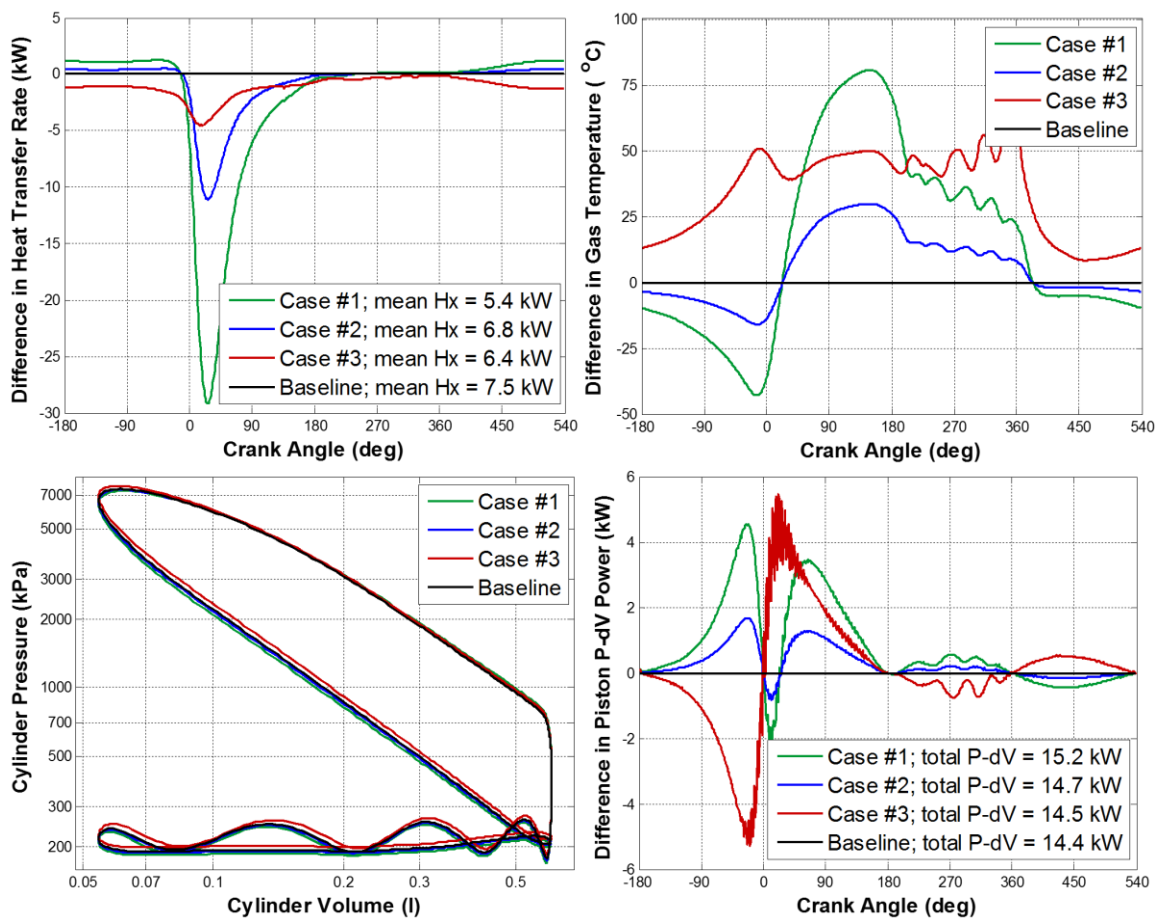 Difference in Heat Transfer Rate (kW)
5
0
-5
-10
-15
-20
-25
-30
Case #1; mean Hx = 5.4 kW
Case #2; mean Hx = 6.8 kW
Case #3; mean Hx = 6.4 kW
Baseline; mean Hx = 7.5 kW
-180 -90 0 90 180 270 360 450 540
Crank Angle (deg)
Difference in Gas Temperature ( °C)
100
75
50
25
0
-25
-50
Case #1
Case #2
Case #3
Baseline
-180 -90 0 90 180 270 360 450 540
Crank Angle (deg)
Cylinder Pressure (kPa)
7000
5000
3000
2000
1000
700
500
300
200
Case #1
Case #2
Case #3
Baseline
0.05 0.07 0.1 0.2 0.3 0.5
Cylinder Volume (l)
Difference in Piston P-dV Power (kW)
6
4
2
0
-2
-4
-6
Case #1; total P-dV = 15.2 kW
Case #2; total P-dV = 14.7 kW
Case #3; total P-dV = 14.5 kW
Baseline; total P-dV = 14.4 kW
-180 -90 0 90 180 270 360 450 540
Crank Angle (deg)